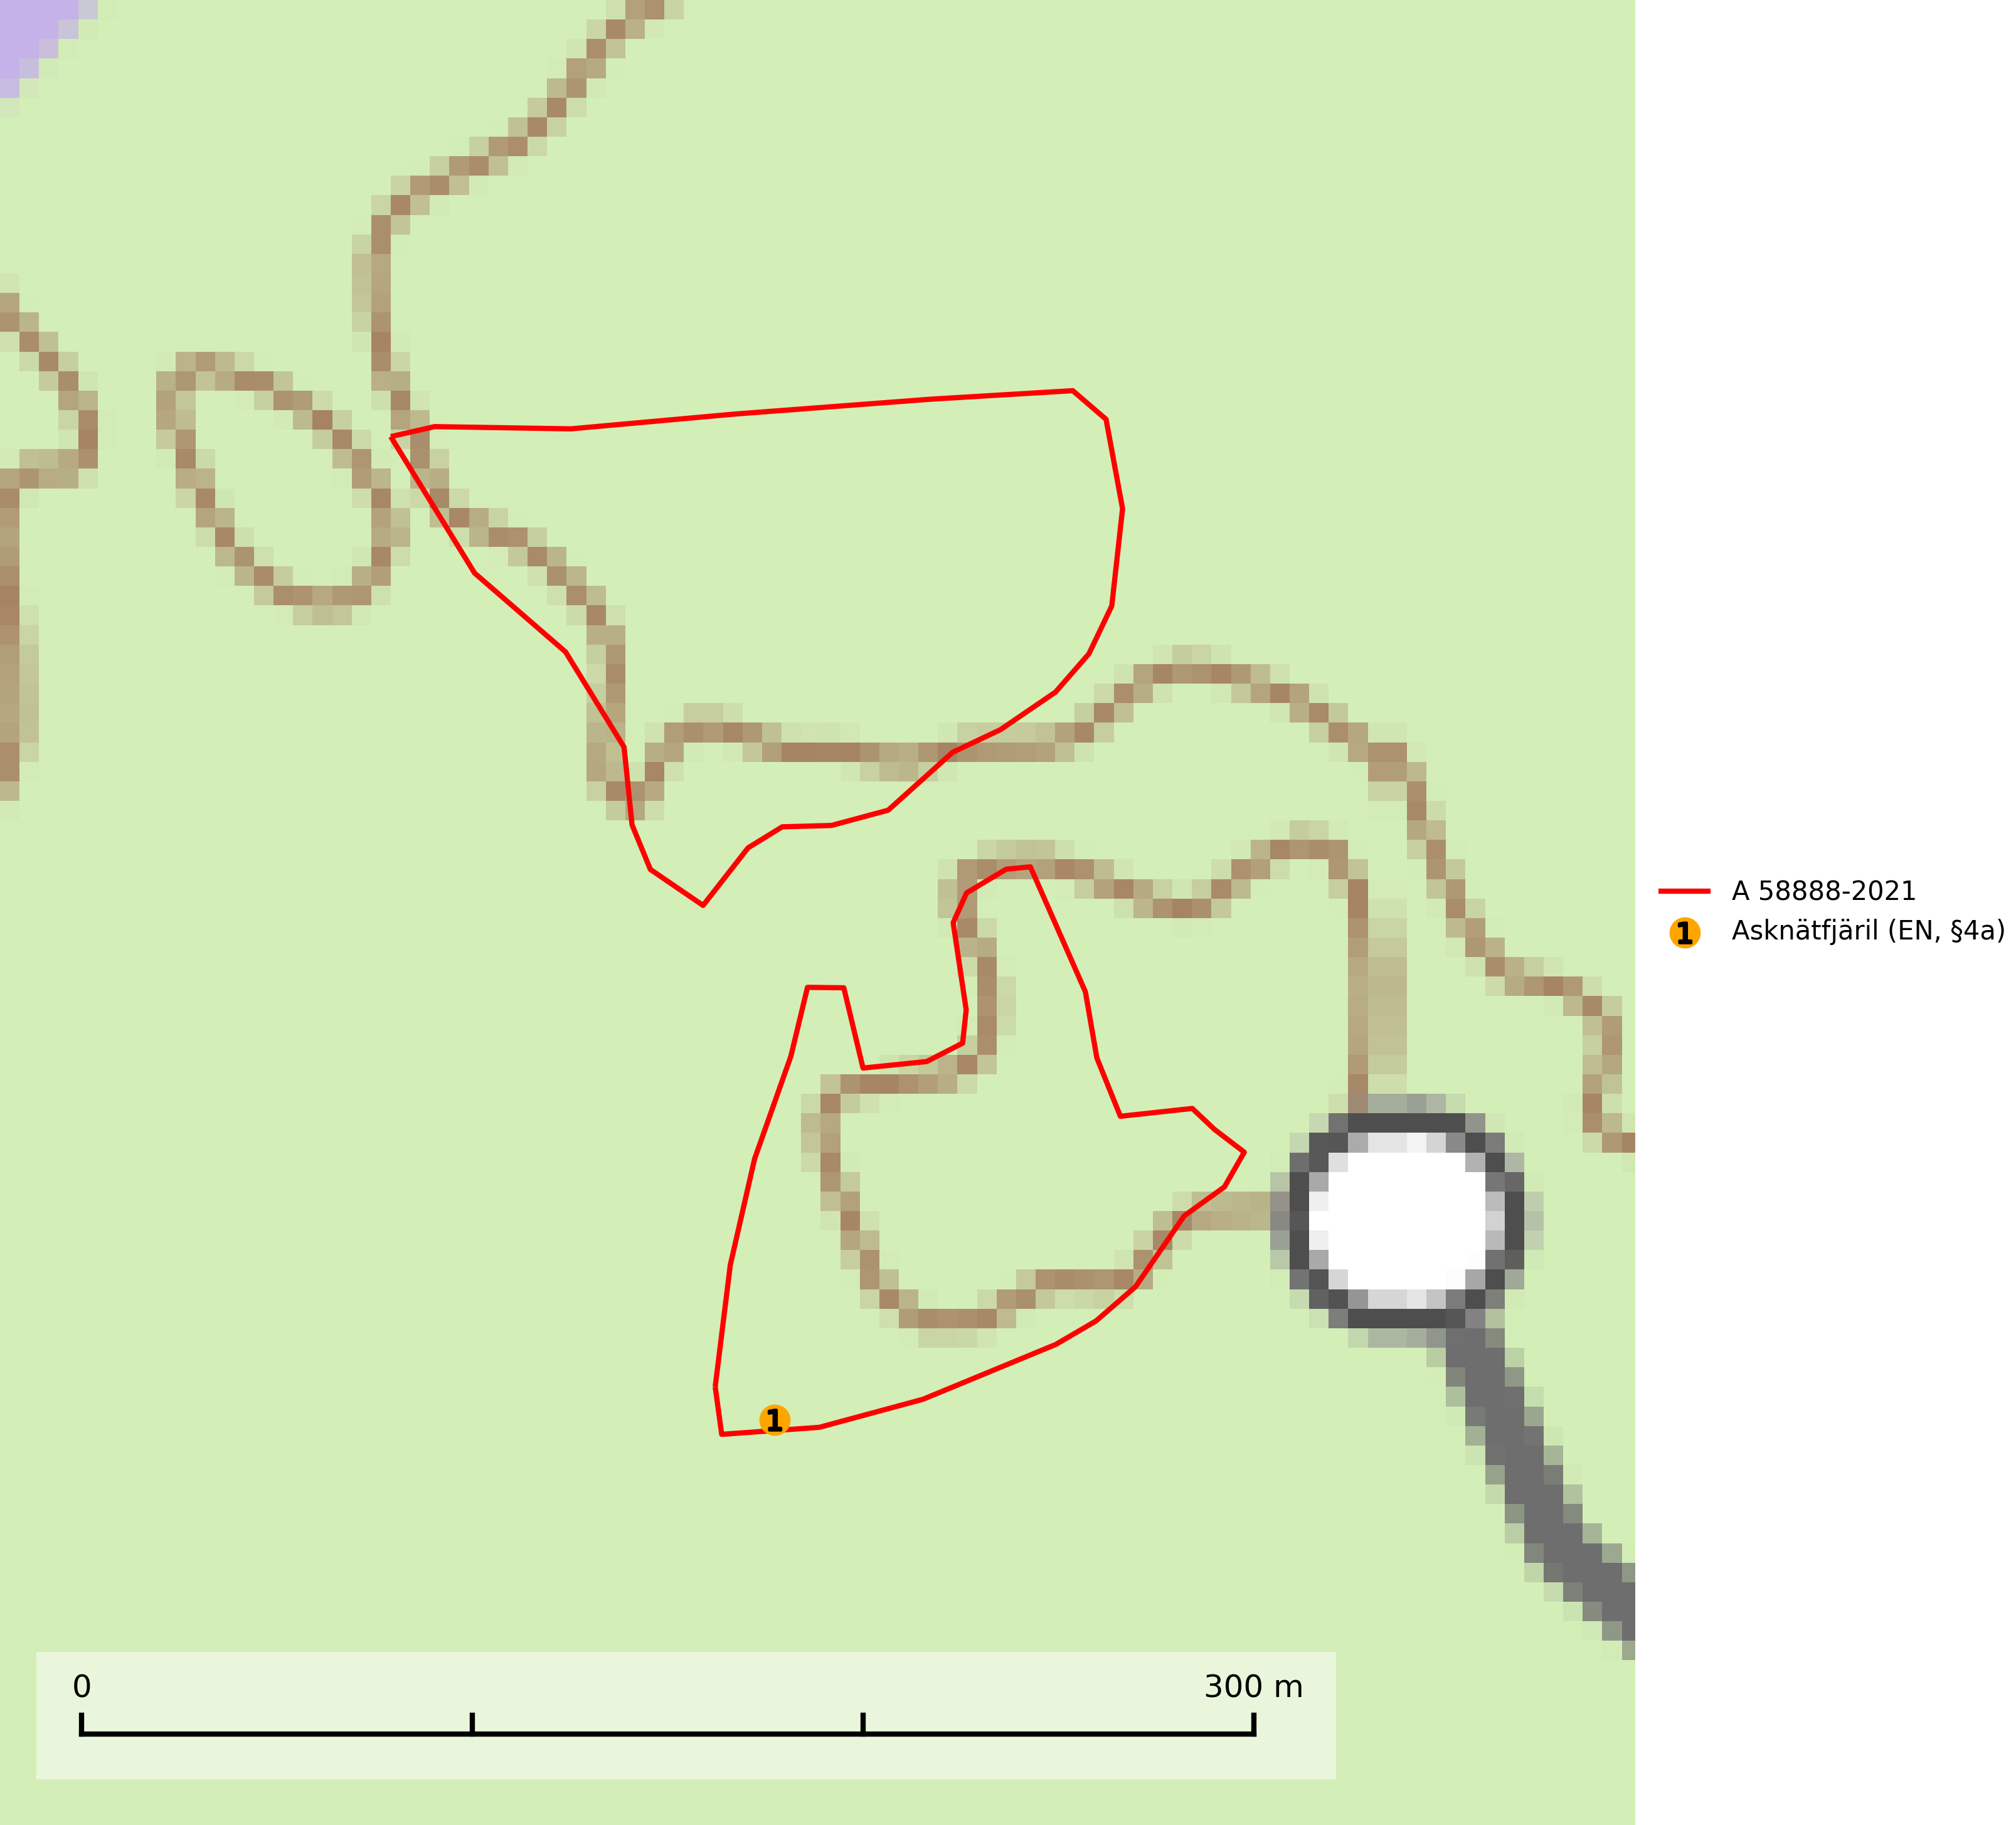 A 58888-2021
1 Asknätfjäril (EN, §4a)
1
0 300 m